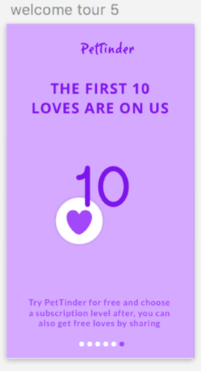 welcome tour 5
PetTinder
THE FIRST 10
LOVES ARE ON US
10
Try PetTinder for free and choose
a subscription level after, you can
also get free loves by sharing